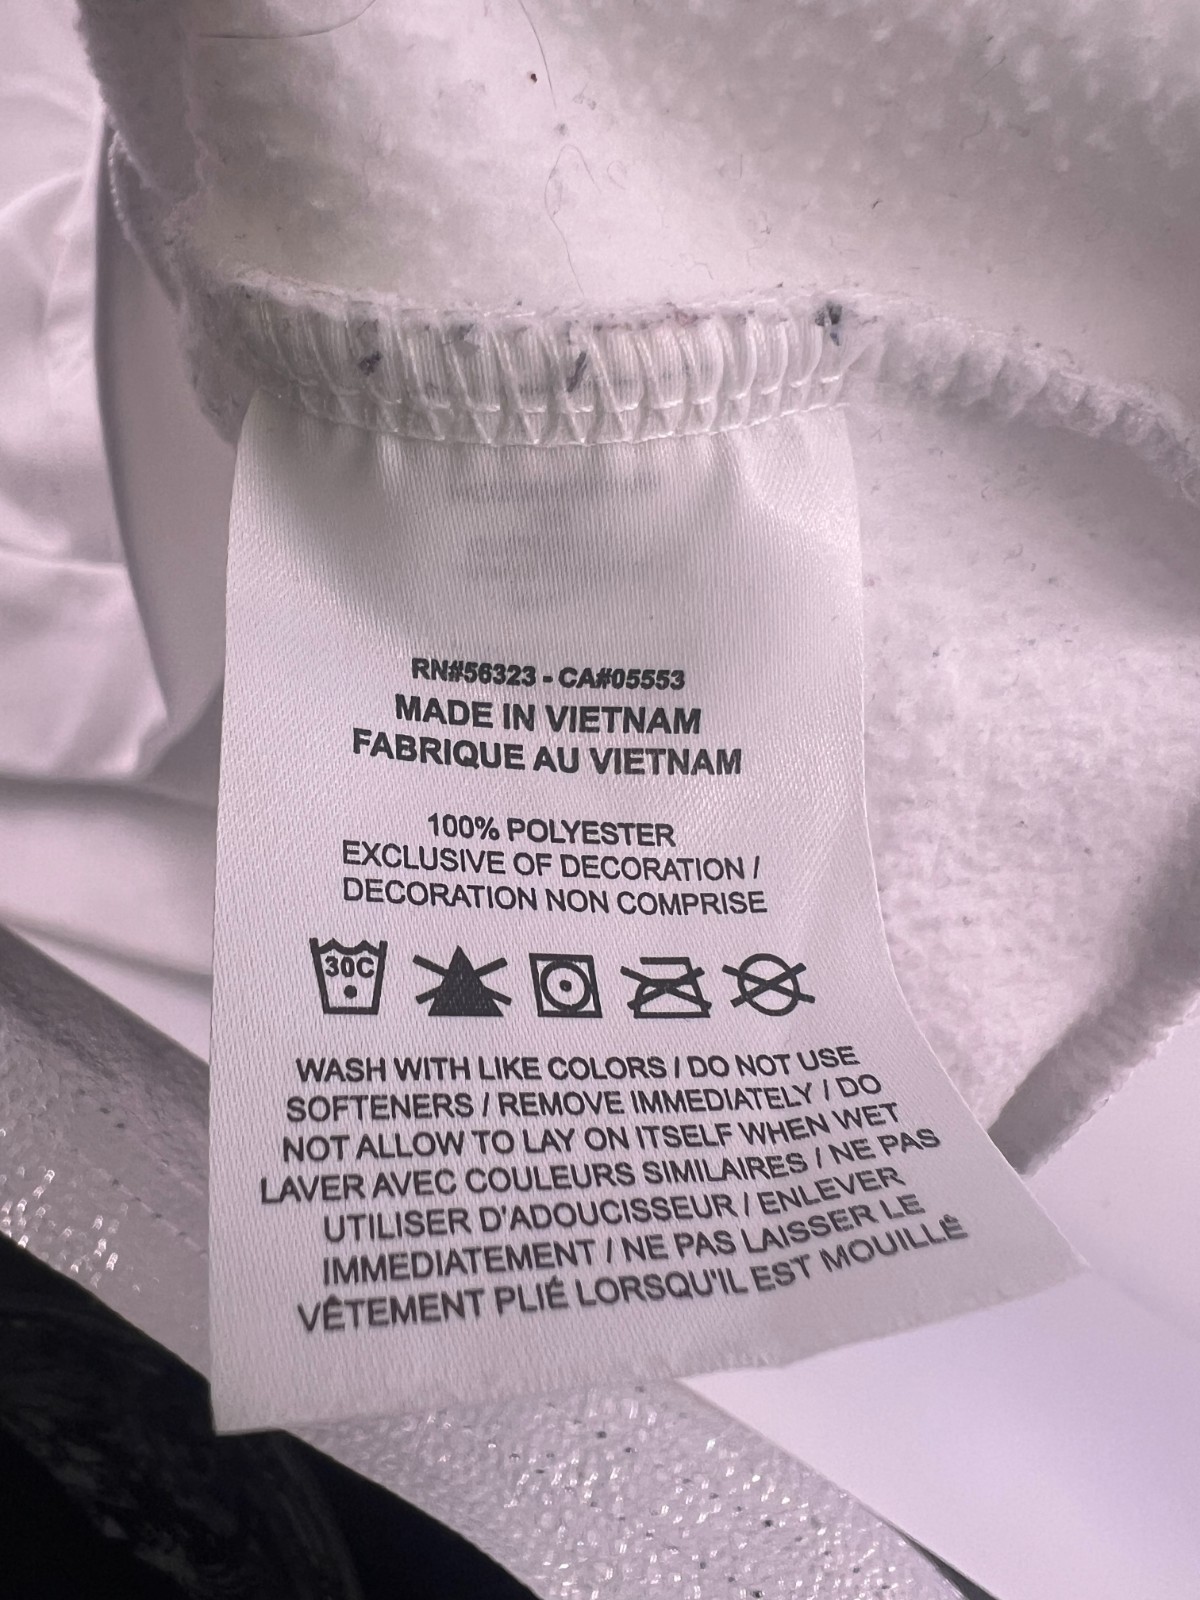 RN#56323 - CA#05553
MADE IN VIETNAM
FABRIQUE AU VIETNAM
100% POLYESTER
EXCLUSIVE OF DECORATION /
DECORATION NON COMPRISE
30C
WASH WITH LIKE COLORS / DO NOT USE
SOFTENERS / REMOVE IMMEDIATELY / DO
NOT ALLOW TO LAY ON ITSELF WHEN WET
LAVER AVEC COULEURS SIMILAIRES / NE PAS
UTILISER D'ADOUCISSEUR / ENLEVER
IMMEDIATEMENT / NE PAS LAISSER LE
VÊTEMENT PLIÉ LORSQU'IL EST MOUILLÉ